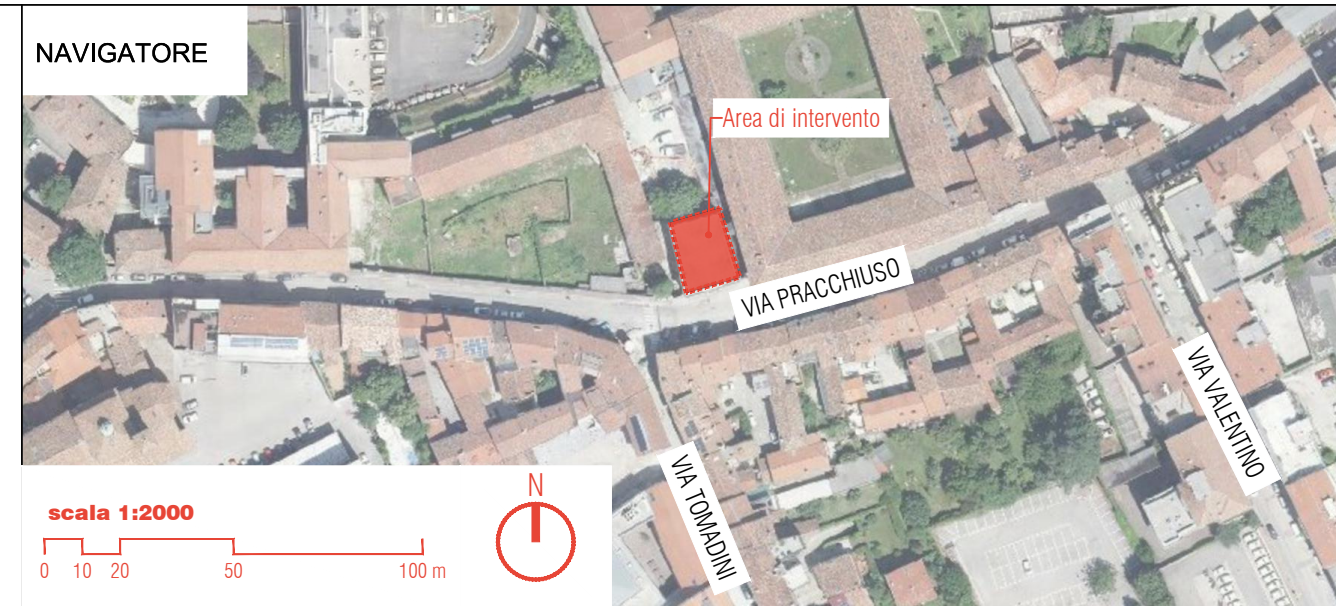 NAVIGATORE
Area di intervento
VIA PRACCHIUSO
VIA VALENTINO
VIA TOMADINI
scala 1:2000
N
0 10 20 50 100 m